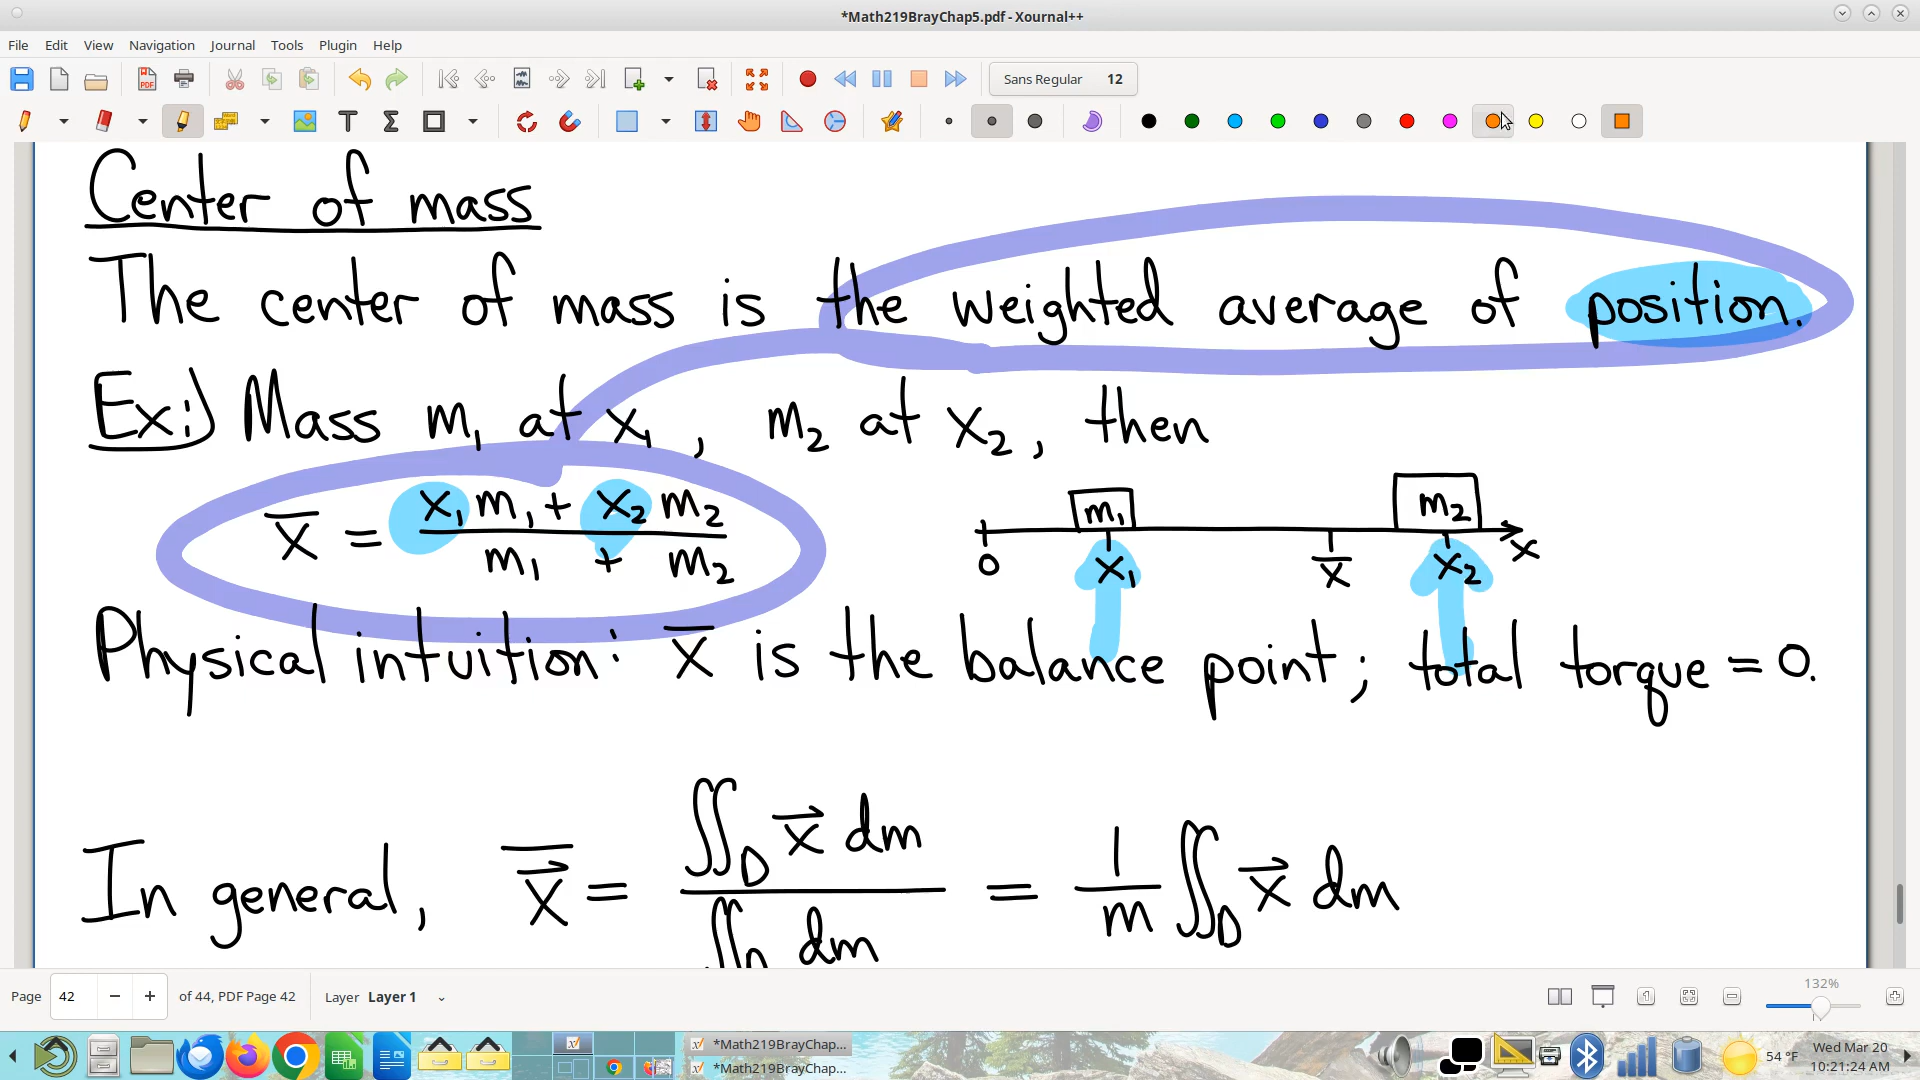 *Math219BrayChap5.pdf - Xournal++
File Edit View Navigation Journal Tools Plugin Help
Sans Regular 12
Center of mass
The center of mass is the weighted average of position.
Ex:) Mass m₁ at x₁, m₂ at x₂, then
x̅ = (x₁m₁ + x₂m₂) / (m₁ + m₂)
m₁ m₂
0 x₁ x̅ x₂ x
Physical intuition: x̅ is the balance point; total torque = 0.
In general, x⃗̅ = ∬_D x⃗ dm / ∬_D dm = 1/m ∬_D x⃗ dm
Page 42 of 44, PDF Page 42 Layer Layer 1 132%
*Math219BrayChap...
*Math219BrayChap...
54 °F
Wed Mar 20
10:21:24 AM